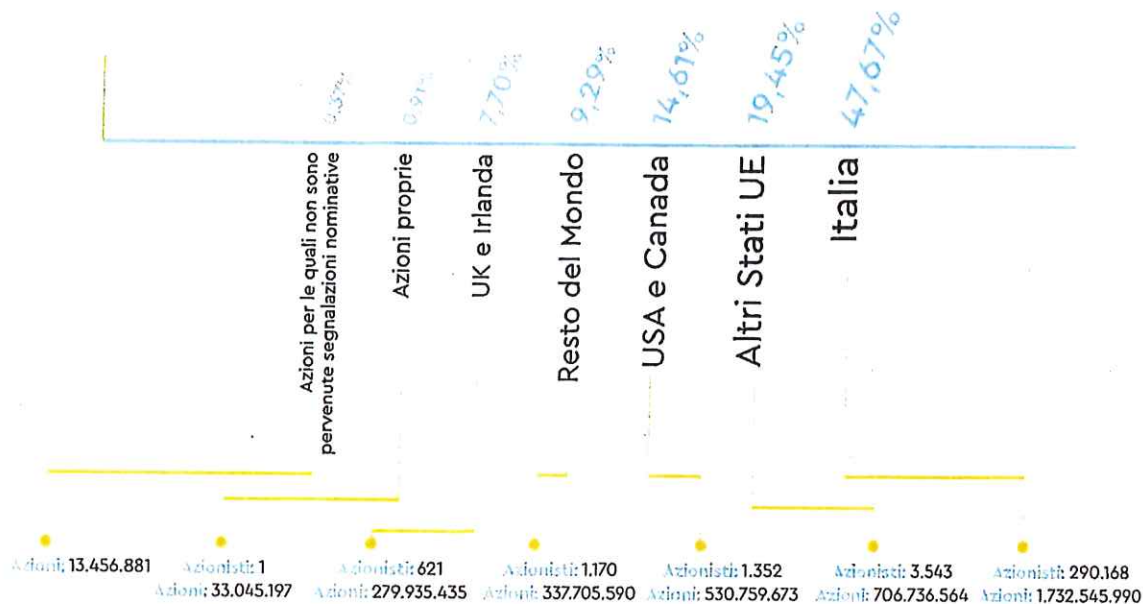 0,37%
0,91%
7,70%
9,29%
14,61%
19,45%
47,67%
Azioni per le quali non sono
pervenute segnalazioni nominative
Azioni proprie
UK e Irlanda
Resto del Mondo
USA e Canada
Altri Stati UE
Italia
Azioni: 13.456.881
Azionisti: 1
Azioni: 33.045.197
Azionisti: 621
Azioni: 279.935.435
Azionisti: 1.170
Azioni: 337.705.590
Azionisti: 1.352
Azioni: 530.759.673
Azionisti: 3.543
Azioni: 706.736.564
Azionisti: 290.168
Azioni: 1.732.545.990